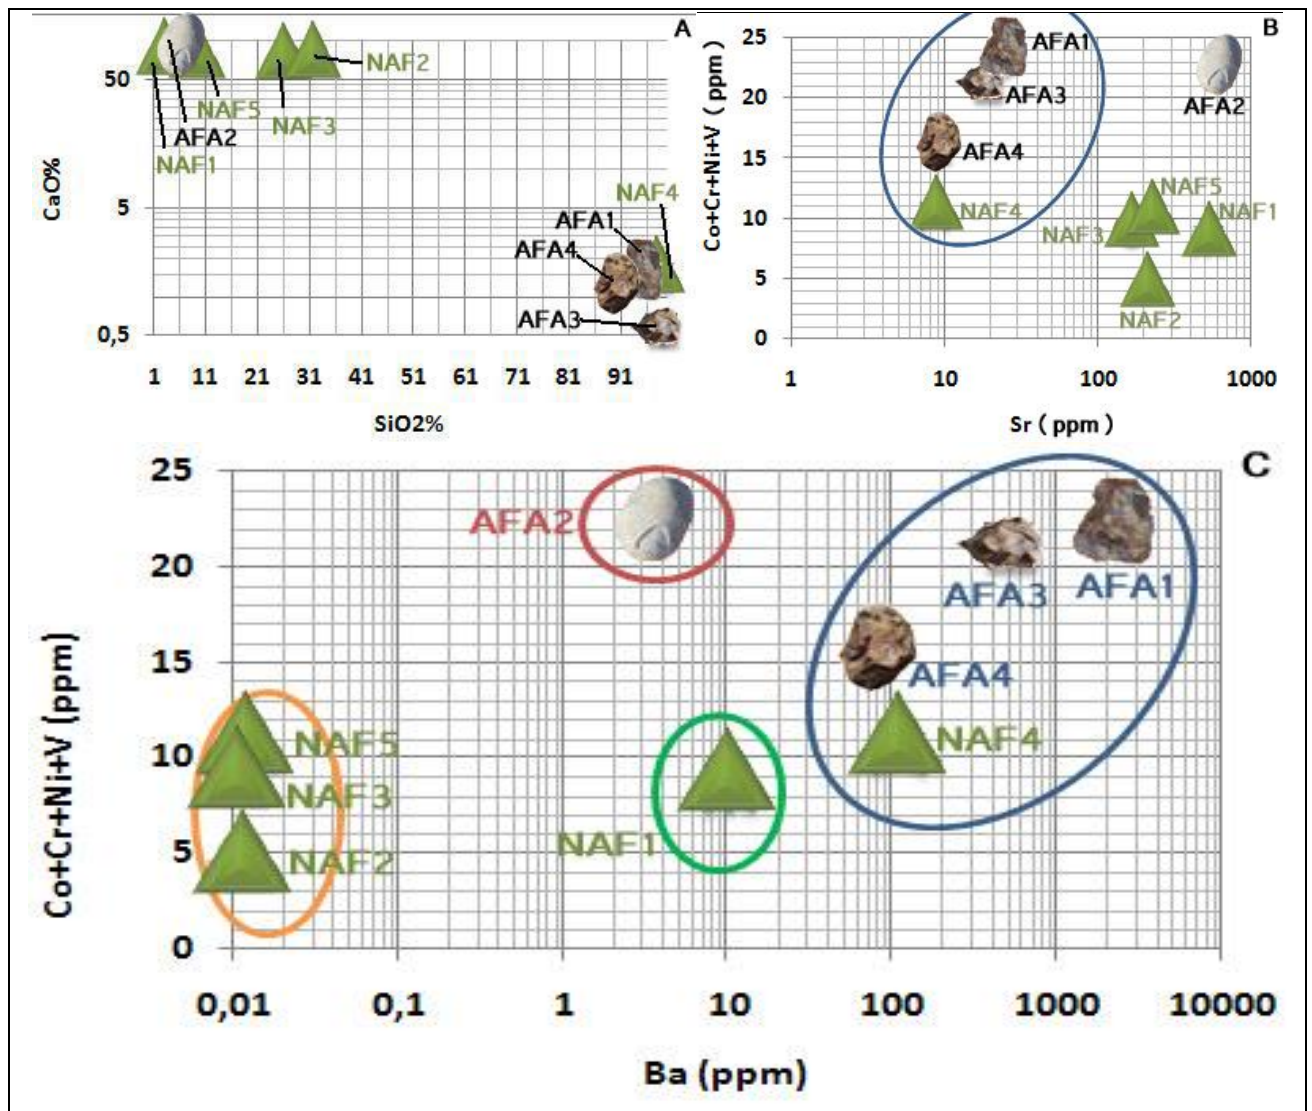 A
50
5
0,5
CaO%
NAF2
NAF5
NAF3
AFA2
NAF1
NAF4
AFA1
AFA4
AFA3
1 11 21 31 41 51 61 71 81 91
SiO2%
B
25
20
15
10
5
0
Co+Cr+Ni+V ( ppm )
AFA1
AFA3
AFA2
AFA4
NAF4
NAF5
NAF3
NAF1
NAF2
1 10 100 1000
Sr ( ppm )
C
25
20
15
10
5
0
Co+Cr+Ni+V (ppm)
AFA2
AFA3
AFA1
AFA4
NAF5
NAF4
NAF3
NAF1
NAF2
0,01 0,1 1 10 100 1000 10000
Ba (ppm)